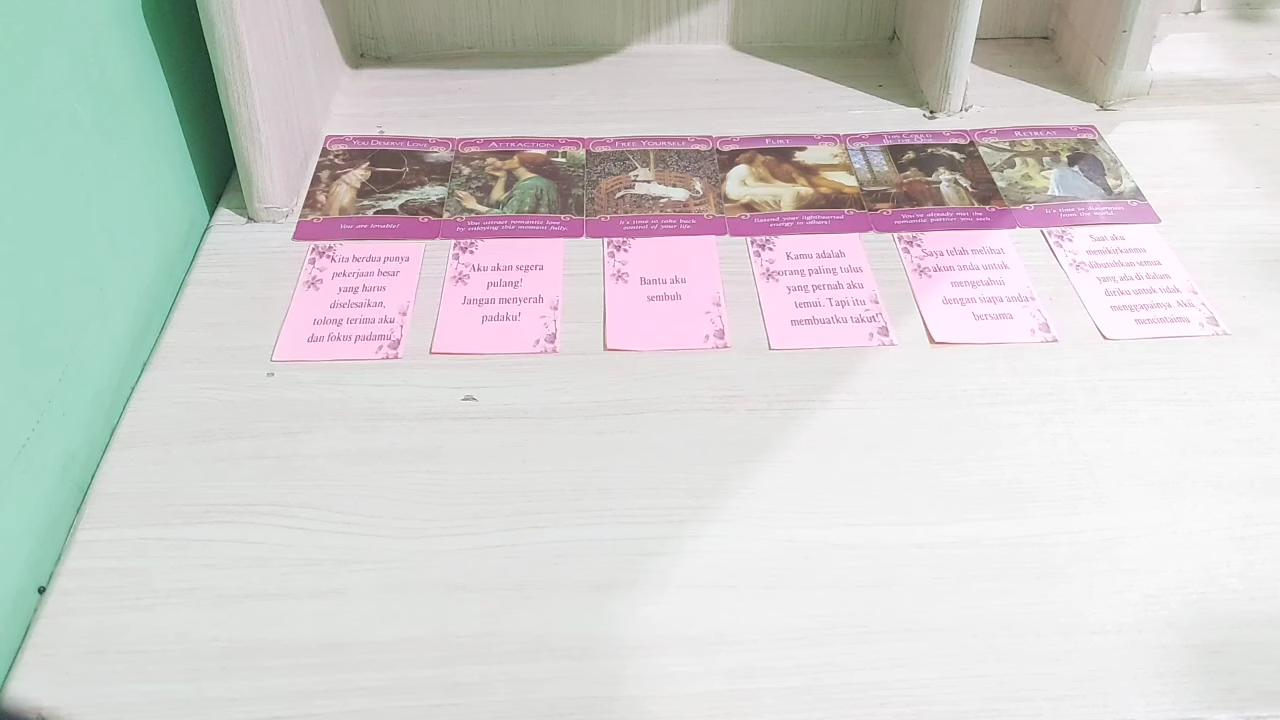 YOU DESERVE LOVE
You are lovable!
ATTRACTION
You attract romantic love
by enjoying this moment fully.
FREE YOURSELF
It's time to take back
control of your life.
FLIRT
Extend your lighthearted
energy to others!
THIS COULD
You've already met the
romantic partner you seek.
RETREAT
It's time to
from the world.
Kita berdua punya
pekerjaan besar
yang harus
diselesaikan,
tolong terima aku
dan fokus padamu
Aku akan segera
pulang!
Jangan menyerah
padaku!
Bantu aku
sembuh
Kamu adalah
orang paling tulus
yang pernah aku
temui. Tapi itu
membuatku takut!
Saya telah melihat
akun anda untuk
mengetahui
dengan siapa anda
bersama
Saat aku
memikirkanmu
dibutuhkan semua
yang ada di dalam
diriku untuk tidak
menggapainya. Aku
mencintaimu